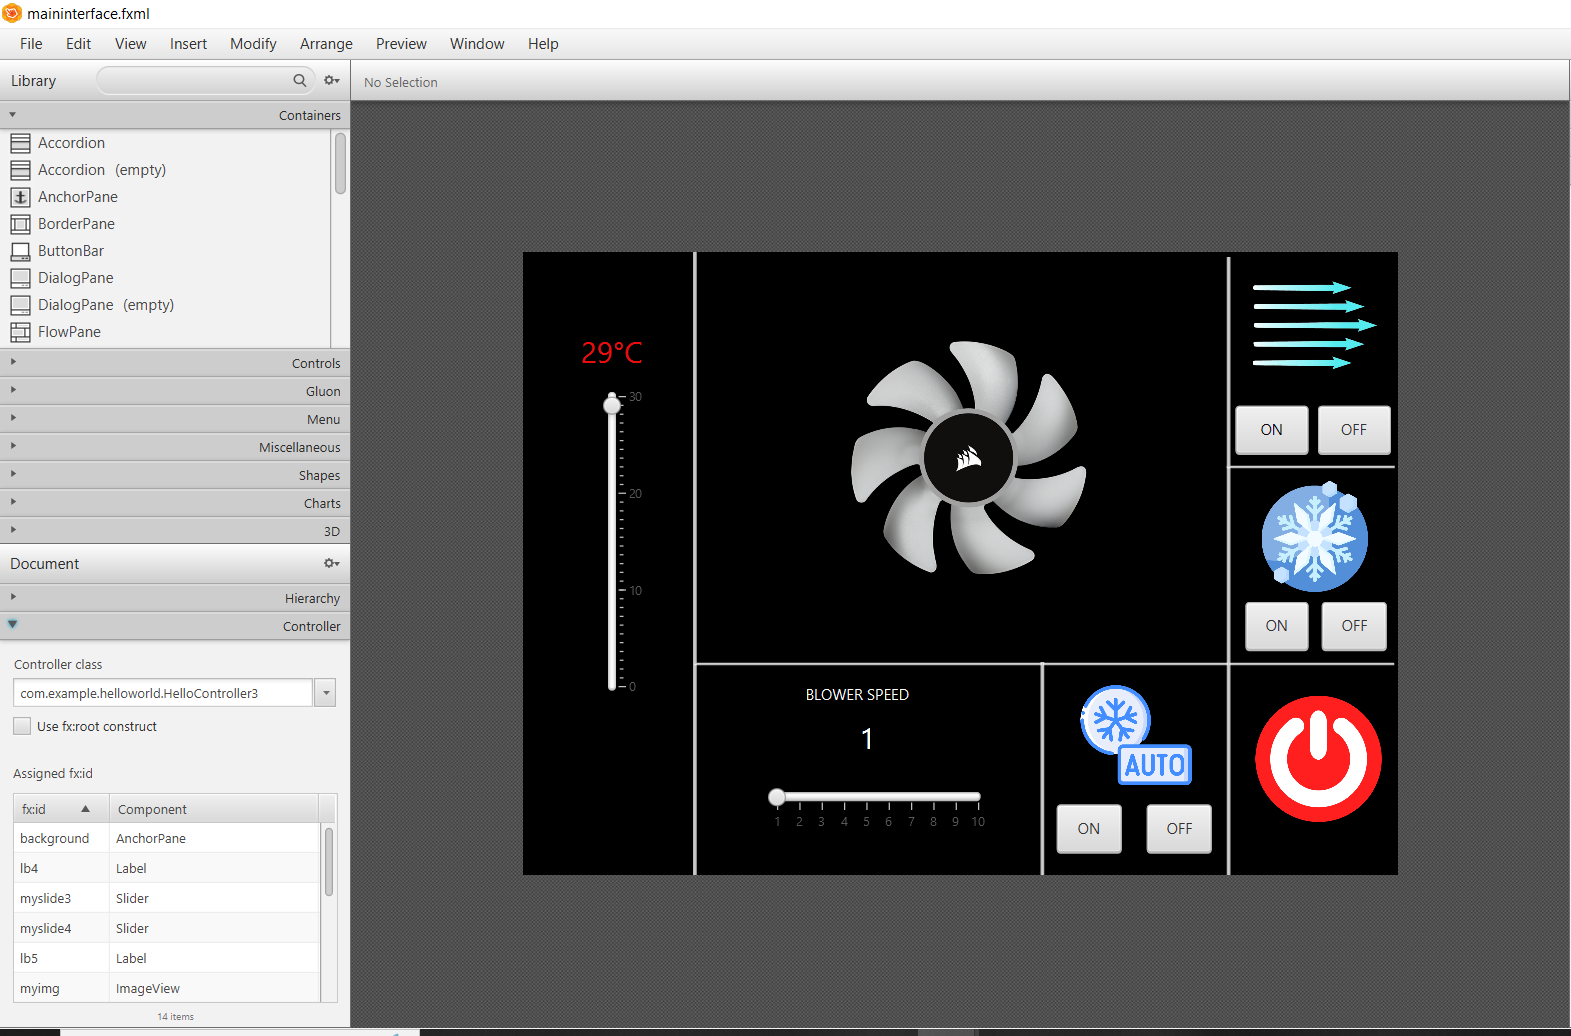 maininterface.fxml
File Edit View Insert Modify Arrange Preview Window Help
Library
No Selection
Containers
Accordion
Accordion (empty)
AnchorPane
BorderPane
ButtonBar
DialogPane
DialogPane (empty)
FlowPane
Controls
Gluon
Menu
Miscellaneous
Shapes
Charts
3D
Document
Hierarchy
Controller
Controller class
com.example.helloworld.HelloController3
Use fx:root construct
Assigned fx:id
fx:id Component
background AnchorPane
lb4 Label
myslide3 Slider
myslide4 Slider
lb5 Label
myimg ImageView
14 items
29°C
30
20
10
0
BLOWER SPEED
1
1 2 3 4 5 6 7 8 9 10
AUTO
ON OFF
ON OFF
ON OFF